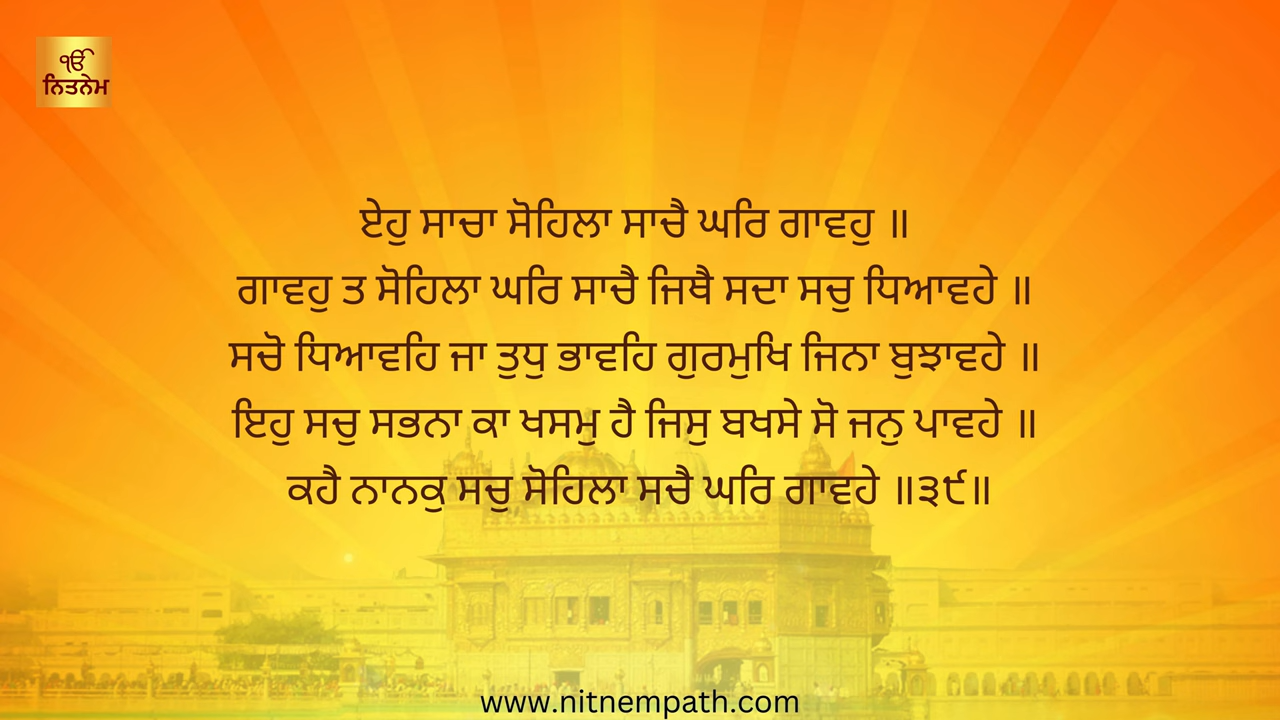 ੴ
ਨਿਤਨੇਮ
ਏਹੁ ਸਾਚਾ ਸੋਹਿਲਾ ਸਾਚੈ ਘਰਿ ਗਾਵਹੁ ॥
ਗਾਵਹੁ ਤ ਸੋਹਿਲਾ ਘਰਿ ਸਾਚੈ ਜਿਥੈ ਸਦਾ ਸਚੁ ਧਿਆਵਹੇ ॥
ਸਚੋ ਧਿਆਵਹਿ ਜਾ ਤੁਧੁ ਭਾਵਹਿ ਗੁਰਮੁਖਿ ਜਿਨਾ ਬੁਝਾਵਹੇ ॥
ਇਹੁ ਸਚੁ ਸਭਨਾ ਕਾ ਖਸਮੁ ਹੈ ਜਿਸੁ ਬਖਸੇ ਸੋ ਜਨੁ ਪਾਵਹੇ ॥
ਕਹੈ ਨਾਨਕੁ ਸਚੁ ਸੋਹਿਲਾ ਸਚੈ ਘਰਿ ਗਾਵਹੇ ॥੩੯॥
www.nitnempath.com